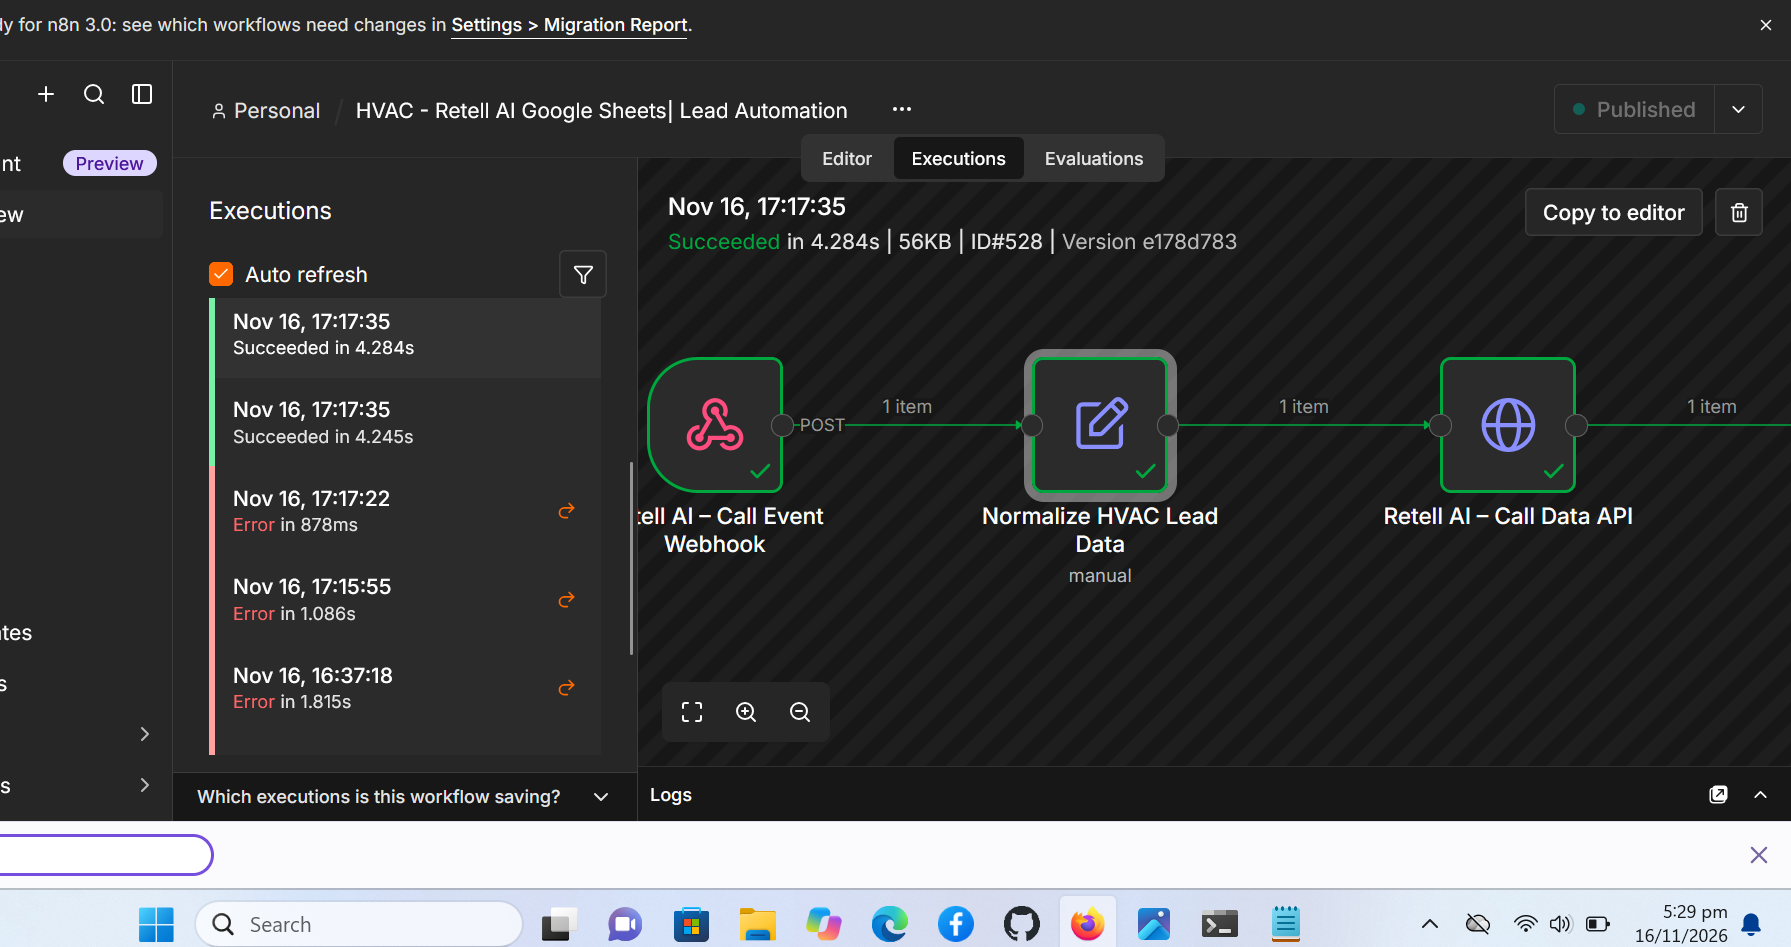 dy for n8n 3.0: see which workflows need changes in Settings > Migration Report.
Personal / HVAC - Retell AI Google Sheets| Lead Automation
Published
nt
Preview
ew
Editor
Executions
Evaluations
Executions
Auto refresh
Nov 16, 17:17:35
Succeeded in 4.284s
Nov 16, 17:17:35
Succeeded in 4.245s
Nov 16, 17:17:22
Error in 878ms
Nov 16, 17:15:55
Error in 1.086s
Nov 16, 16:37:18
Error in 1.815s
Which executions is this workflow saving?
ates
s
s
Nov 16, 17:17:35
Succeeded in 4.284s | 56KB | ID#528 | Version e178d783
Copy to editor
POST
1 item
1 item
1 item
tell AI – Call Event
Webhook
Normalize HVAC Lead
Data
manual
Retell AI – Call Data API
Logs
Search
5:29 pm
16/11/2026